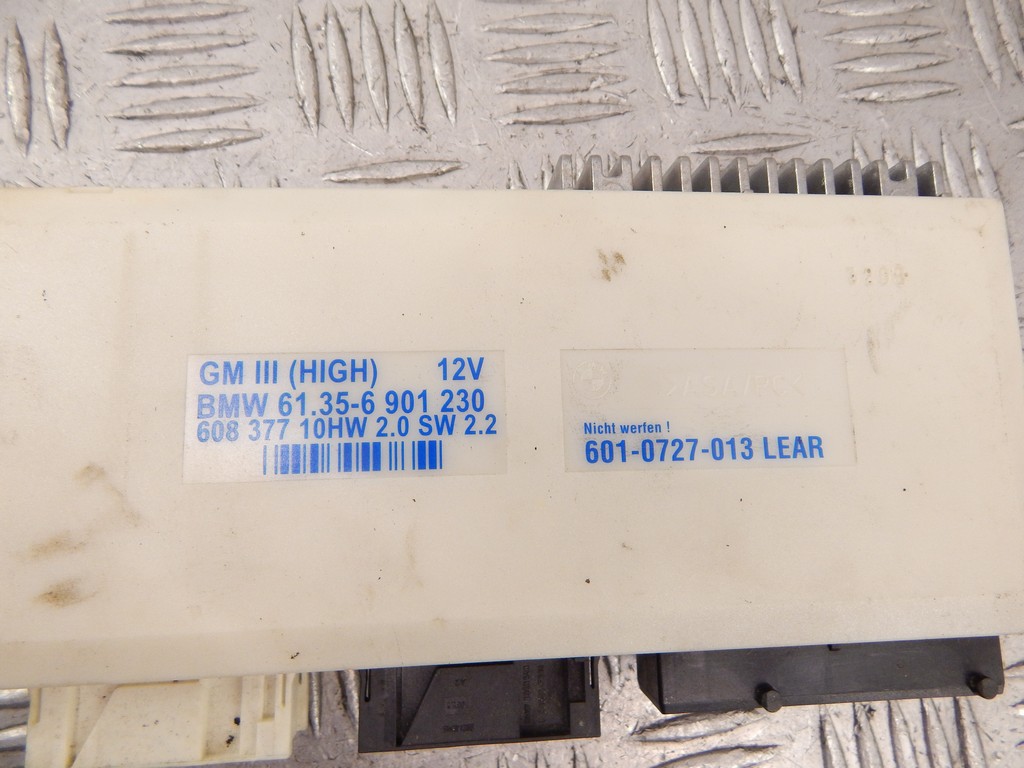 GM III (HIGH) 12V
BMW 61.35-6 901 230
608 377 10HW 2.0 SW 2.2
Nicht werfen !
601-0727-013 LEAR